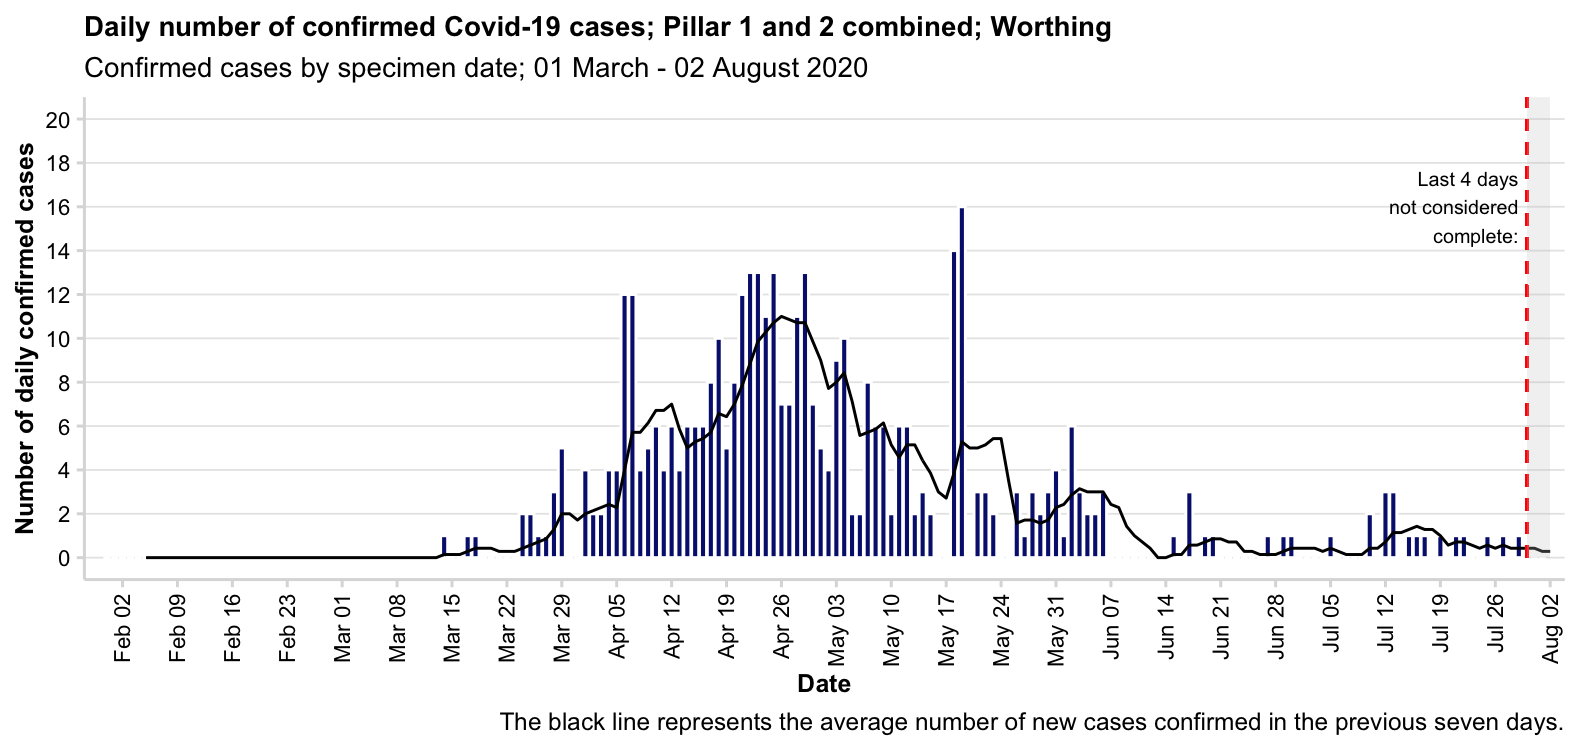 Daily number of confirmed Covid-19 cases; Pillar 1 and 2 combined; Worthing
Confirmed cases by specimen date; 01 March - 02 August 2020
Number of daily confirmed cases
20
18
16
14
12
10
8
6
4
2
0
Last 4 days
not considered
complete:
Feb 02
Feb 09
Feb 16
Feb 23
Mar 01
Mar 08
Mar 15
Mar 22
Mar 29
Apr 05
Apr 12
Apr 19
Apr 26
May 03
May 10
May 17
May 24
May 31
Jun 07
Jun 14
Jun 21
Jun 28
Jul 05
Jul 12
Jul 19
Jul 26
Aug 02
Date
The black line represents the average number of new cases confirmed in the previous seven days.